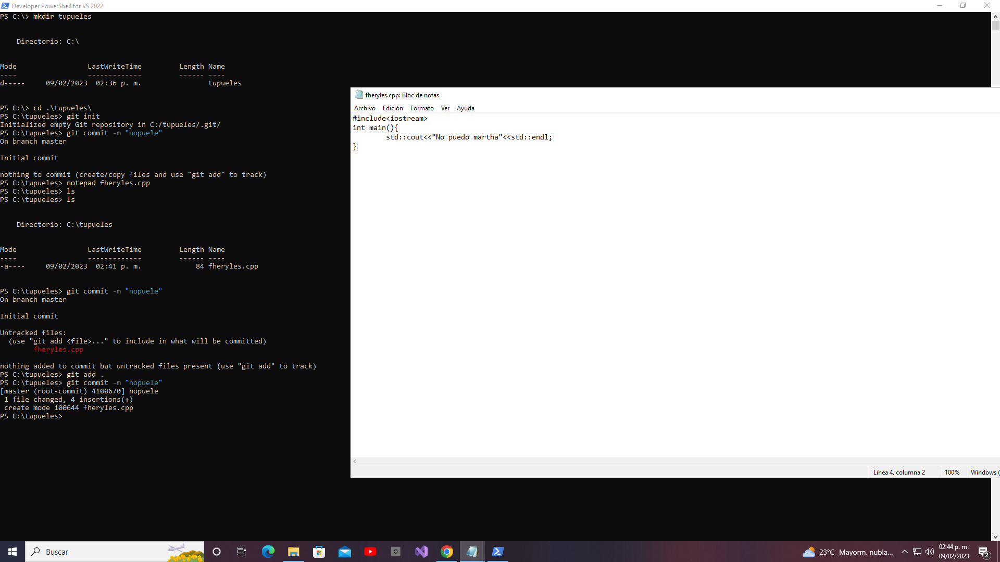 Developer PowerShell for VS 2022
PS C:\> mkdir tupueles
    Directorio: C:\
Mode                 LastWriteTime         Length Name
----                 -------------         ------ ----
d-----     09/02/2023  02:36 p. m.                tupueles
PS C:\> cd .\tupueles\
PS C:\tupueles> git init
Initialized empty Git repository in C:/tupueles/.git/
PS C:\tupueles> git commit -m "nopuele"
On branch master
Initial commit
nothing to commit (create/copy files and use "git add" to track)
PS C:\tupueles> notepad fheryles.cpp
PS C:\tupueles> ls
PS C:\tupueles> ls
    Directorio: C:\tupueles
Mode                 LastWriteTime         Length Name
----                 -------------         ------ ----
-a----     09/02/2023  02:41 p. m.             84 fheryles.cpp
PS C:\tupueles> git commit -m "nopuele"
On branch master
Initial commit
Untracked files:
  (use "git add <file>..." to include in what will be committed)
        fheryles.cpp
nothing added to commit but untracked files present (use "git add" to track)
PS C:\tupueles> git add .
PS C:\tupueles> git commit -m "nopuele"
[master (root-commit) 4100670] nopuele
 1 file changed, 4 insertions(+)
 create mode 100644 fheryles.cpp
PS C:\tupueles>
fheryles.cpp: Bloc de notas
Archivo Edición Formato Ver Ayuda
#include<iostream>
int main(){
        std::cout<<"No puedo martha"<<std::endl;
}
Línea 4, columna 2 100% Windows (
Buscar
23°C Mayorm. nubla...
02:44 p. m.
09/02/2023
2